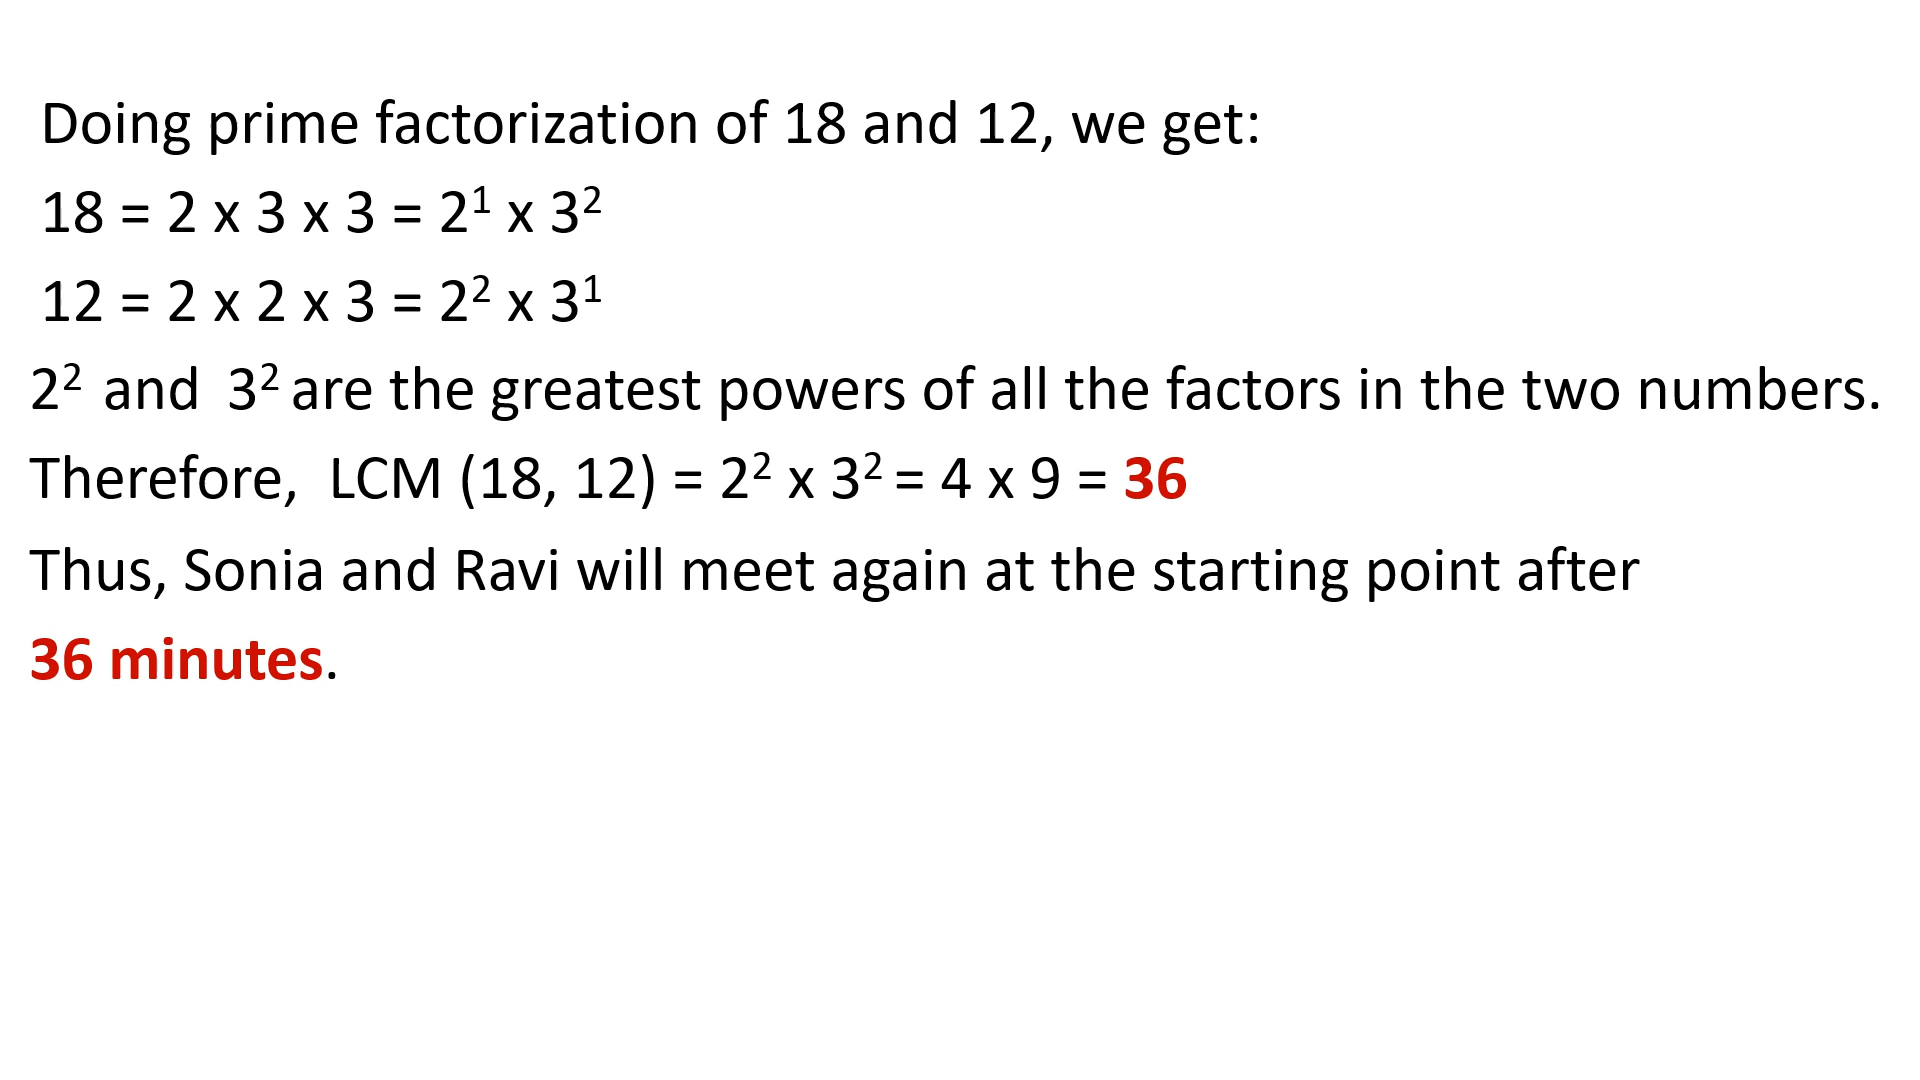 Doing prime factorization of 18 and 12, we get:
18 = 2 x 3 x 3 = 2¹ x 3²
12 = 2 x 2 x 3 = 2² x 3¹
2² and 3² are the greatest powers of all the factors in the two numbers.
Therefore, LCM (18, 12) = 2² x 3² = 4 x 9 = 36
Thus, Sonia and Ravi will meet again at the starting point after
36 minutes.